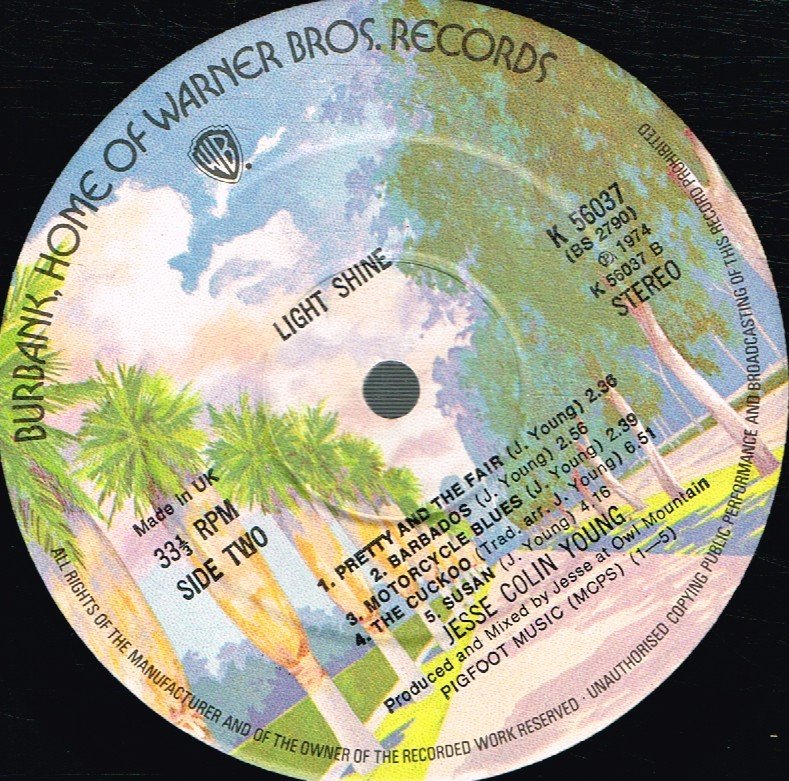 BURBANK, HOME OF WARNER BROS. RECORDS
WB
LIGHT SHINE
K 56037
(BS 2790)
℗ 1974
K 56037 B
STEREO
Made in UK
33⅓ RPM
SIDE TWO
1. PRETTY AND THE FAIR (J. Young) 2.36
2. BARBADOS (J. Young) 2.56
3. MOTORCYCLE BLUES (J. Young) 2.39
4. THE CUCKOO (Trad. arr. J. Young) 6.51
5. SUSAN (J. Young) 4.16
JESSE COLIN YOUNG
Produced and Mixed by Jesse at Owl Mountain
PIGFOOT MUSIC (MCPS) (1—5)
ALL RIGHTS OF THE MANUFACTURER AND OF THE OWNER OF THE RECORDED WORK RESERVED · UNAUTHORISED COPYING PUBLIC PERFORMANCE AND BROADCASTING OF THIS RECORD PROHIBITED